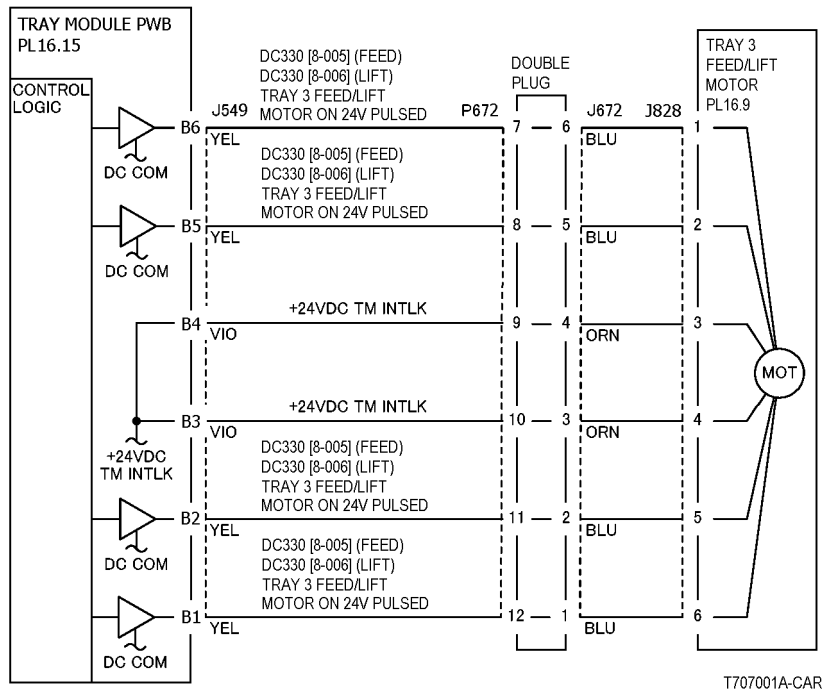 TRAY MODULE PWB
PL16.15
CONTROL
LOGIC
DC330 [8-005] (FEED)
DC330 [8-006] (LIFT)
TRAY 3 FEED/LIFT
MOTOR ON 24V PULSED
DOUBLE
PLUG
TRAY 3
FEED/LIFT
MOTOR
PL16.9
J549
P672
J672
J828
B6
YEL
7
6
BLU
1
DC COM
DC330 [8-005] (FEED)
DC330 [8-006] (LIFT)
TRAY 3 FEED/LIFT
MOTOR ON 24V PULSED
B5
YEL
8
5
BLU
2
DC COM
+24VDC TM INTLK
B4
VIO
9
4
ORN
3
MOT
+24VDC TM INTLK
B3
VIO
10
3
ORN
4
+24VDC
TM INTLK
DC330 [8-005] (FEED)
DC330 [8-006] (LIFT)
TRAY 3 FEED/LIFT
MOTOR ON 24V PULSED
B2
YEL
11
2
BLU
5
DC COM
DC330 [8-005] (FEED)
DC330 [8-006] (LIFT)
TRAY 3 FEED/LIFT
MOTOR ON 24V PULSED
B1
YEL
12
1
BLU
6
DC COM
T707001A-CAR